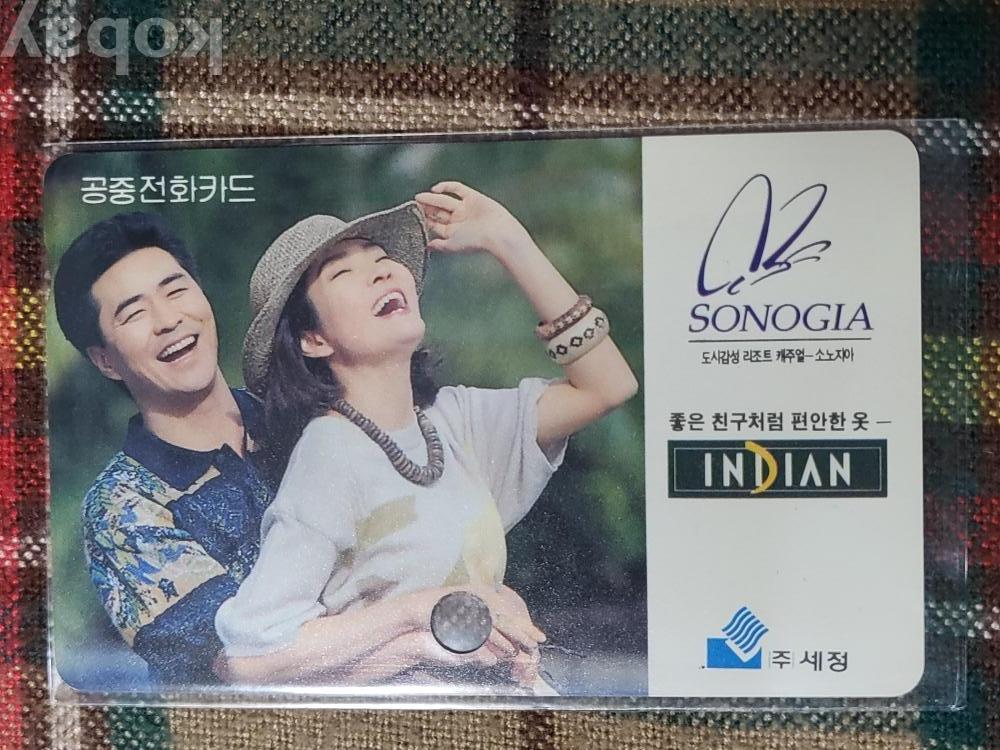 kobay
공중전화카드
SONOGIA
도시감성 리조트 캐주얼-소노지아
좋은 친구처럼 편안한 옷-
INDIAN
(주) 세정